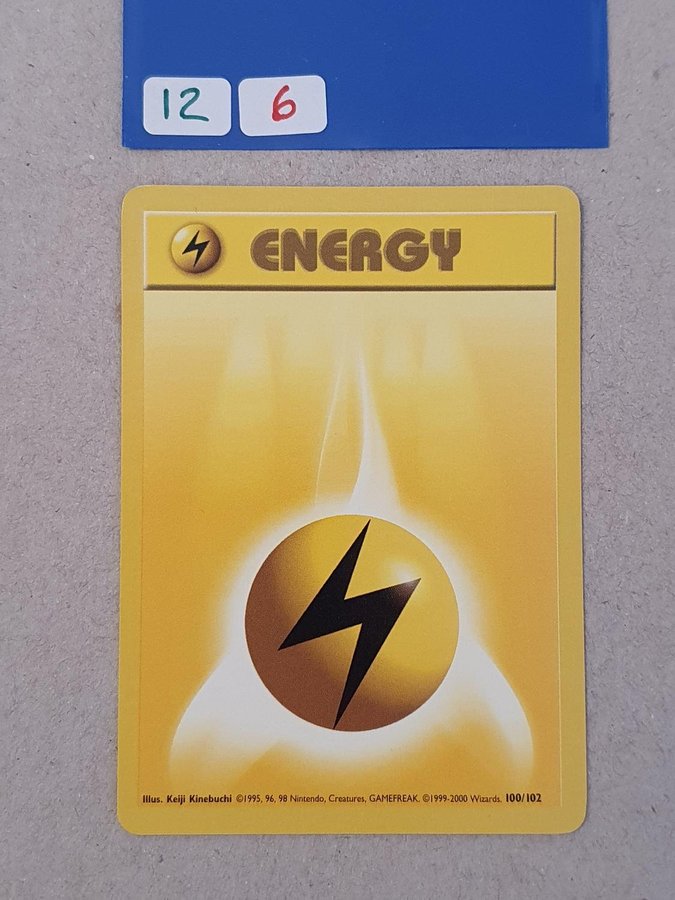 12 6
ENERGY
Illus. Keiji Kinebuchi ©1995, 96, 98 Nintendo, Creatures, GAMEFREAK. ©1999-2000 Wizards. 100/102